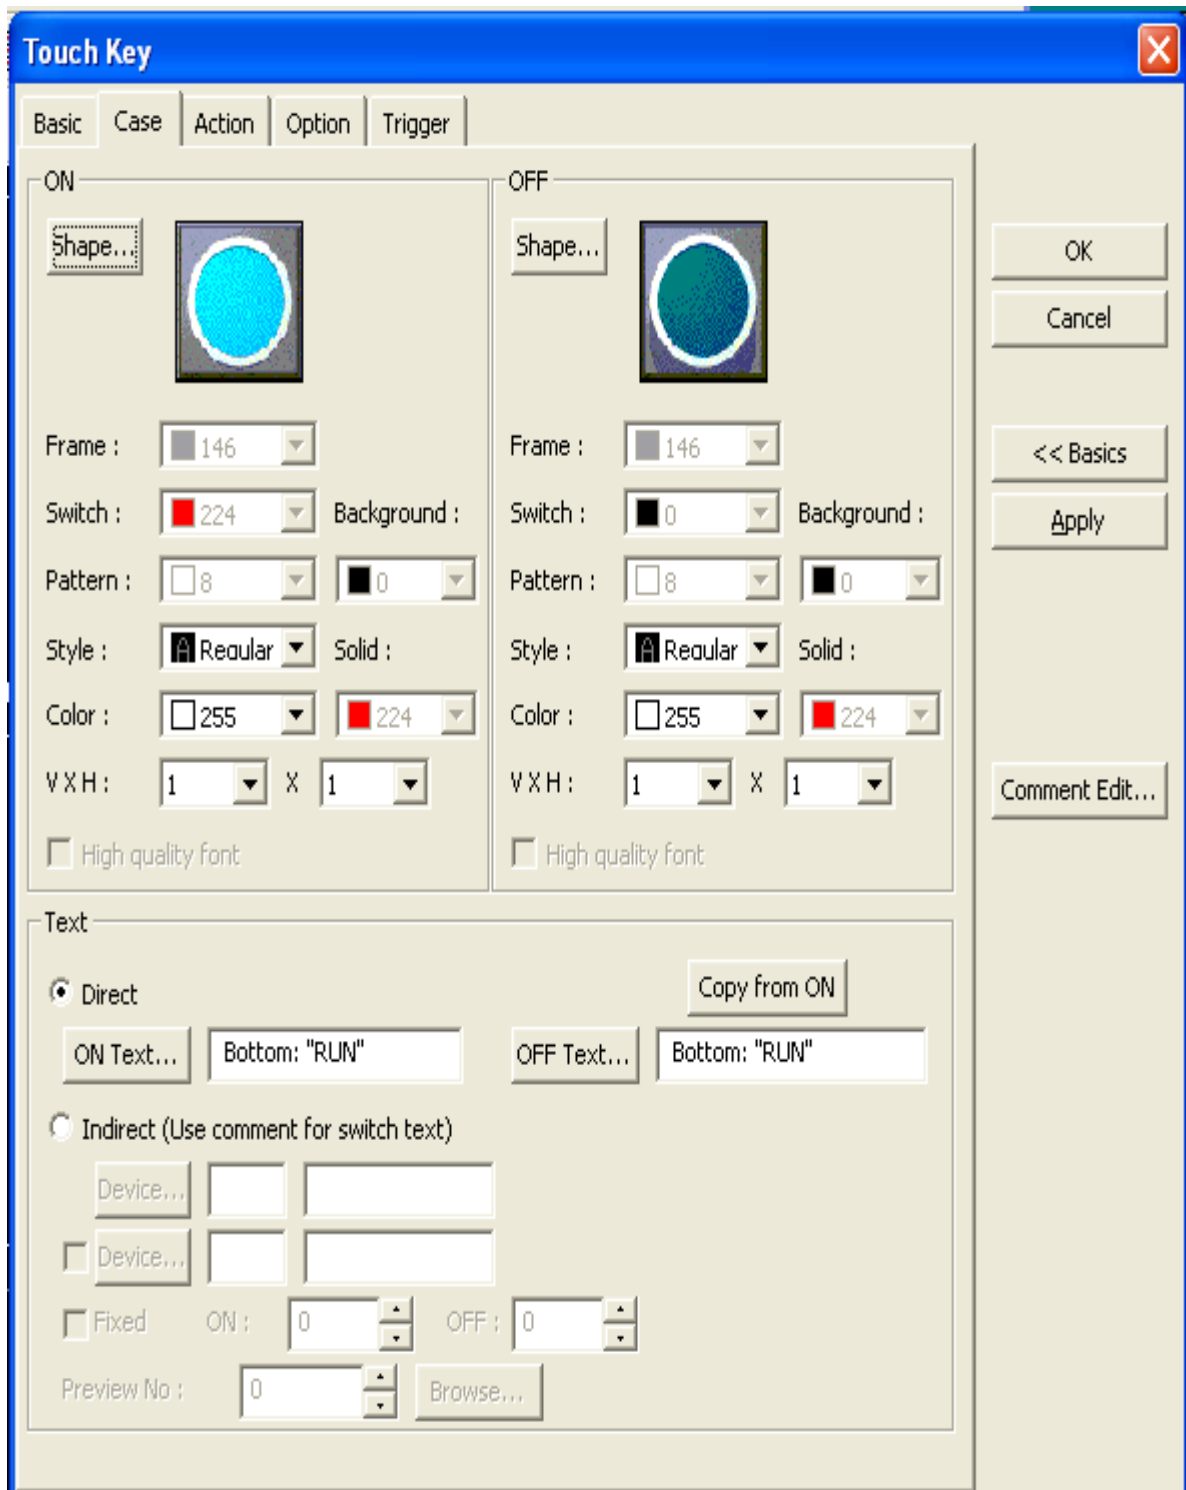 Touch Key
Basic Case Action Option Trigger
ON OFF
Shape... Shape...
OK
Cancel
Frame : 146 Frame : 146
<< Basics
Switch : 224 Background : Switch : 0 Background :
Apply
Pattern : 8 0 Pattern : 8 0
Style : A Regular Solid : Style : A Regular Solid :
Color : 255 224 Color : 255 224
V X H : 1 X 1 V X H : 1 X 1
Comment Edit...
High quality font High quality font
Text
Direct Copy from ON
ON Text... Bottom: "RUN" OFF Text... Bottom: "RUN"
Indirect (Use comment for switch text)
Device...
Device...
Fixed ON : 0 OFF : 0
Preview No : 0 Browse...